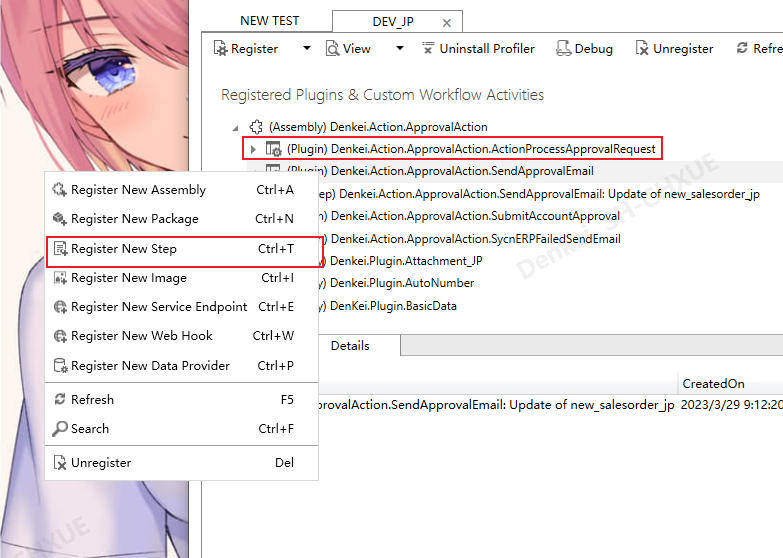 NEW TEST
DEV_JP
Register
View
Uninstall Profiler
Debug
Unregister
Refre
Registered Plugins & Custom Workflow Activities
(Assembly) Denkei.Action.ApprovalAction
(Plugin) Denkei.Action.ApprovalAction.ActionProcessApprovalRequest
(Plugin) Denkei.Action.ApprovalAction.SendApprovalEmail
ep) Denkei.Action.ApprovalAction.SendApprovalEmail: Update of new_salesorder_jp
n) Denkei.Action.ApprovalAction.SubmitAccountApproval
n) Denkei.Action.ApprovalAction.SycnERPFailedSendEmail
y) Denkei.Plugin.Attachment_JP
y) DenKei.Plugin.AutoNumber
y) DenKei.Plugin.BasicData
Register New Assembly Ctrl+A
Register New Package Ctrl+N
Register New Step Ctrl+T
Register New Image Ctrl+I
Register New Service Endpoint Ctrl+E
Register New Web Hook Ctrl+W
Register New Data Provider Ctrl+P
Refresh F5
Search Ctrl+F
Unregister Del
Details
CreatedOn
provalAction.SendApprovalEmail: Update of new_salesorder_jp 2023/3/29 9:12:20
Denkei-SH-CHXUE
CHXUE